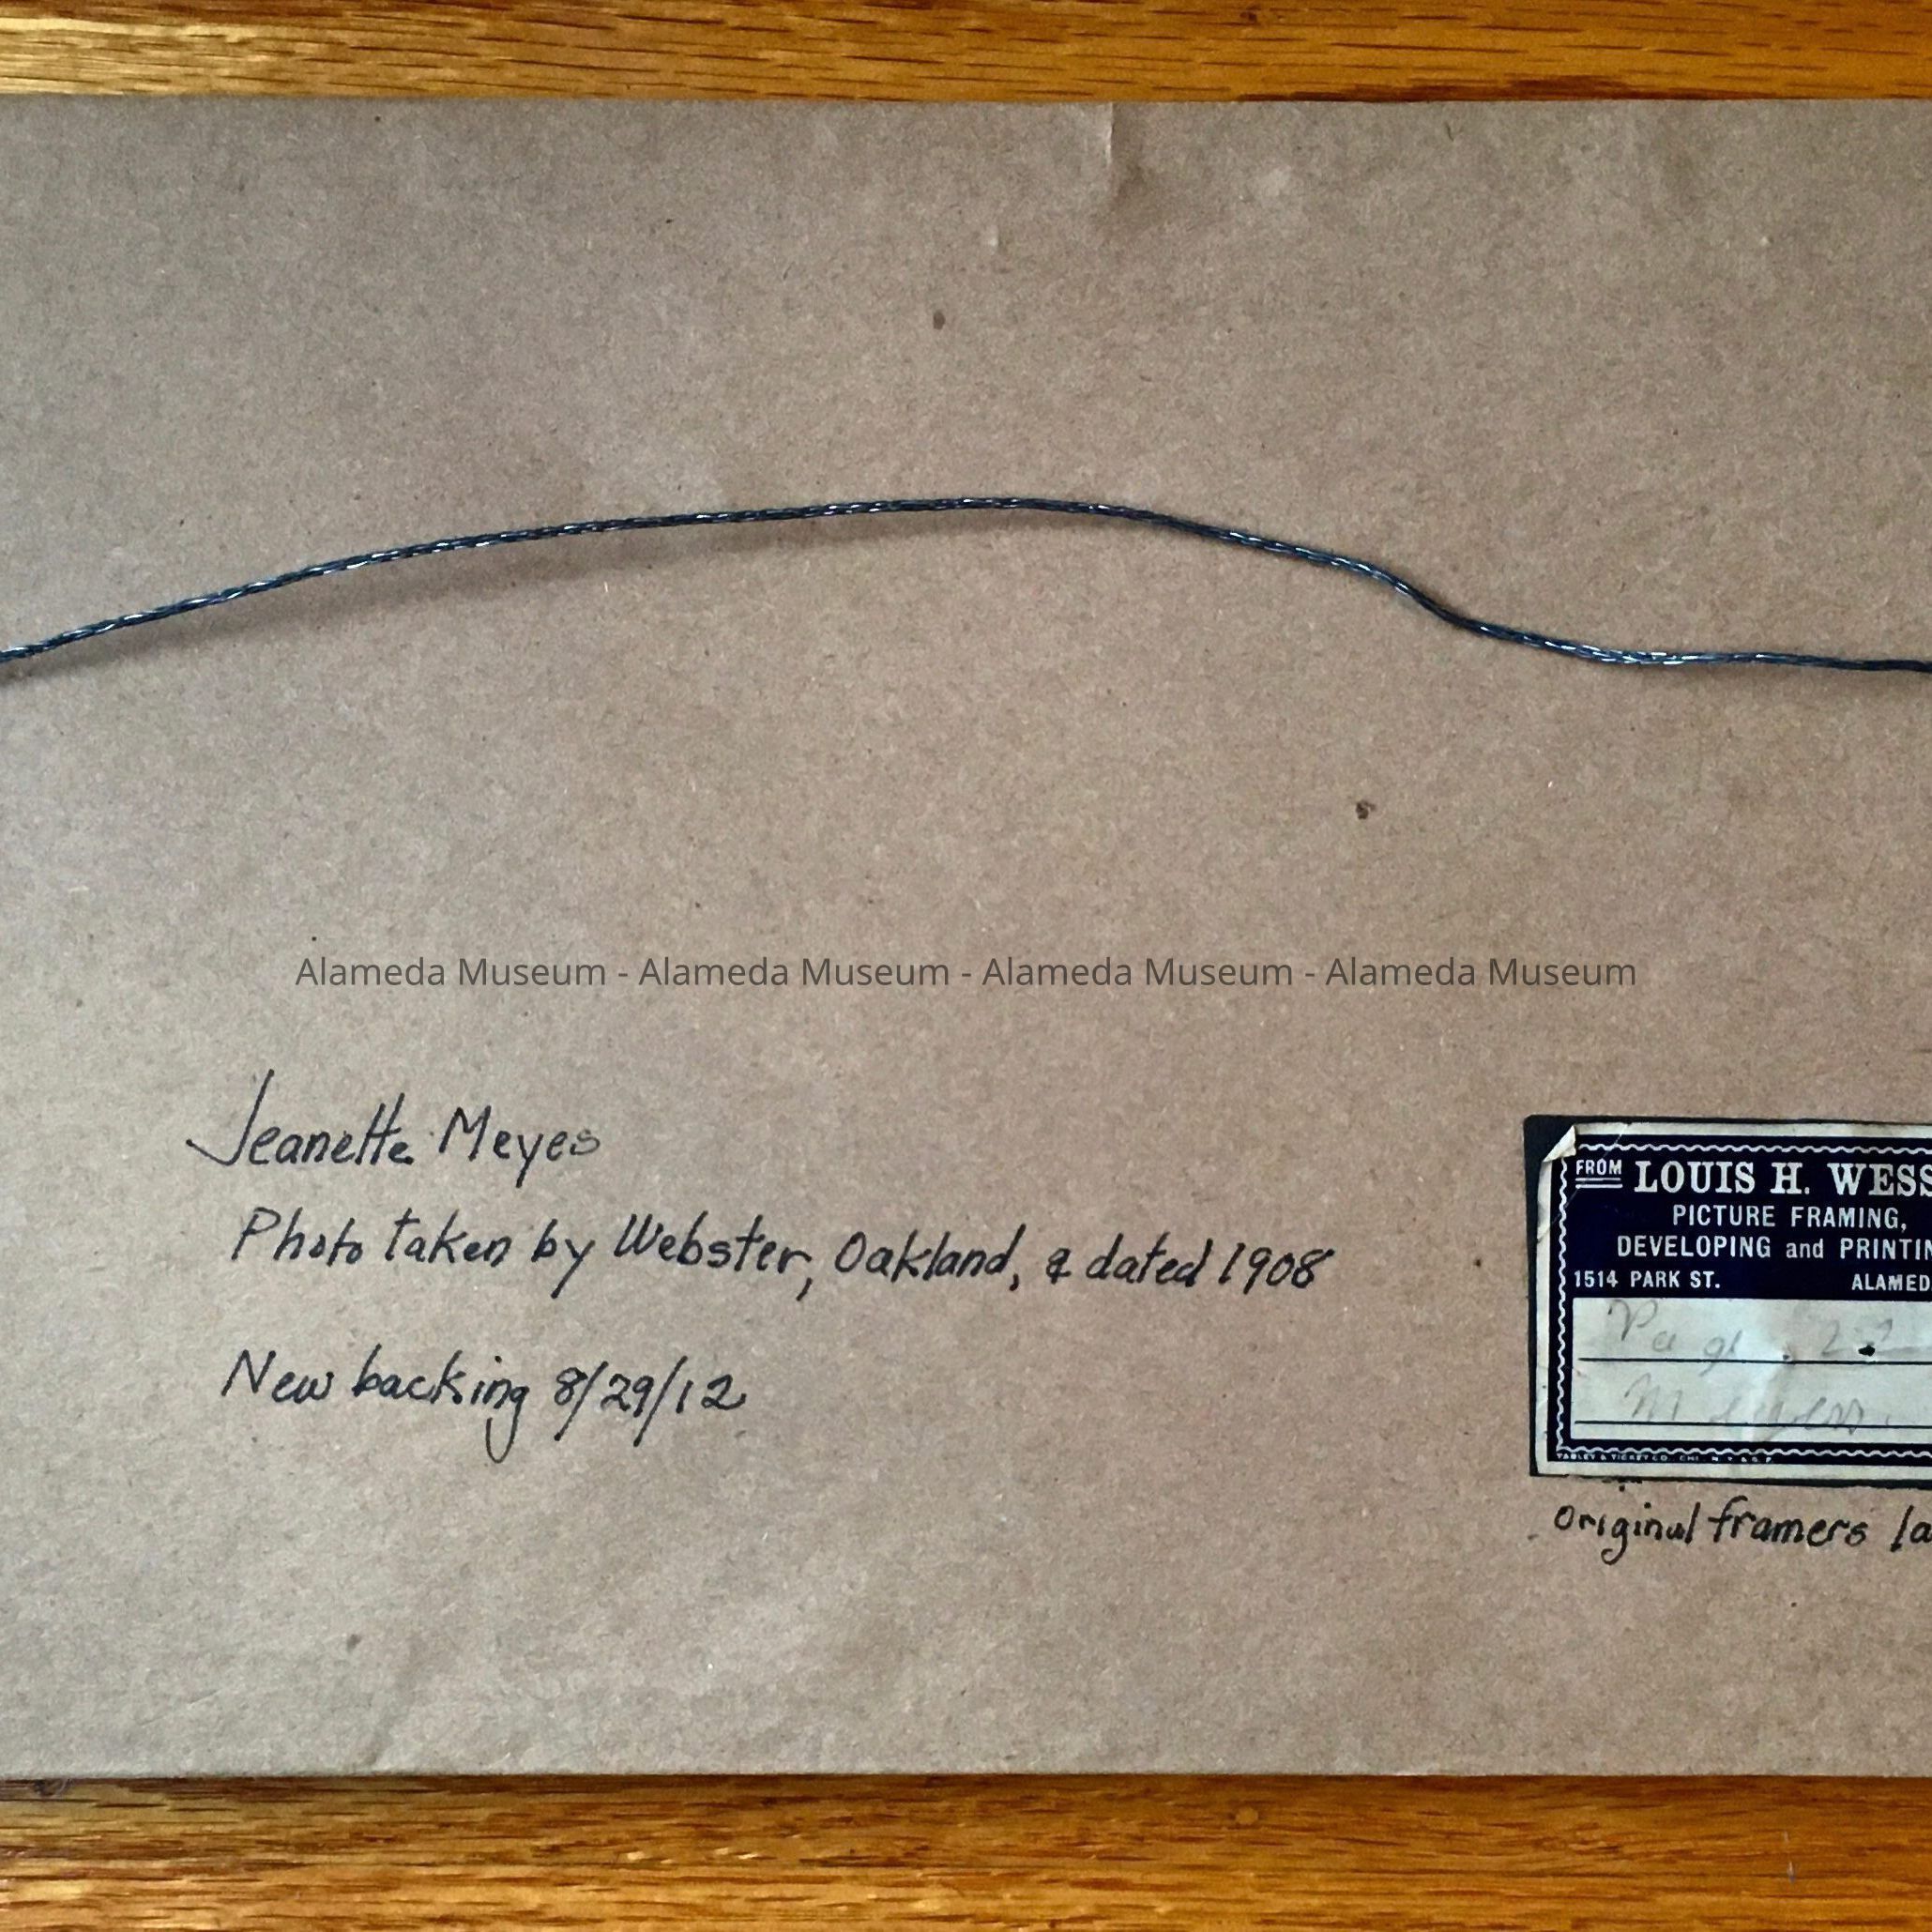 Alameda Museum - Alameda Museum - Alameda Museum - Alameda Museum
Jeanette Meyes
Photo taken by Webster, Oakland, & dated 1908
New backing 8/29/12
FROM LOUIS H. WESS
PICTURE FRAMING,
DEVELOPING and PRINTIN
1514 PARK ST. ALAMED
Original framers la